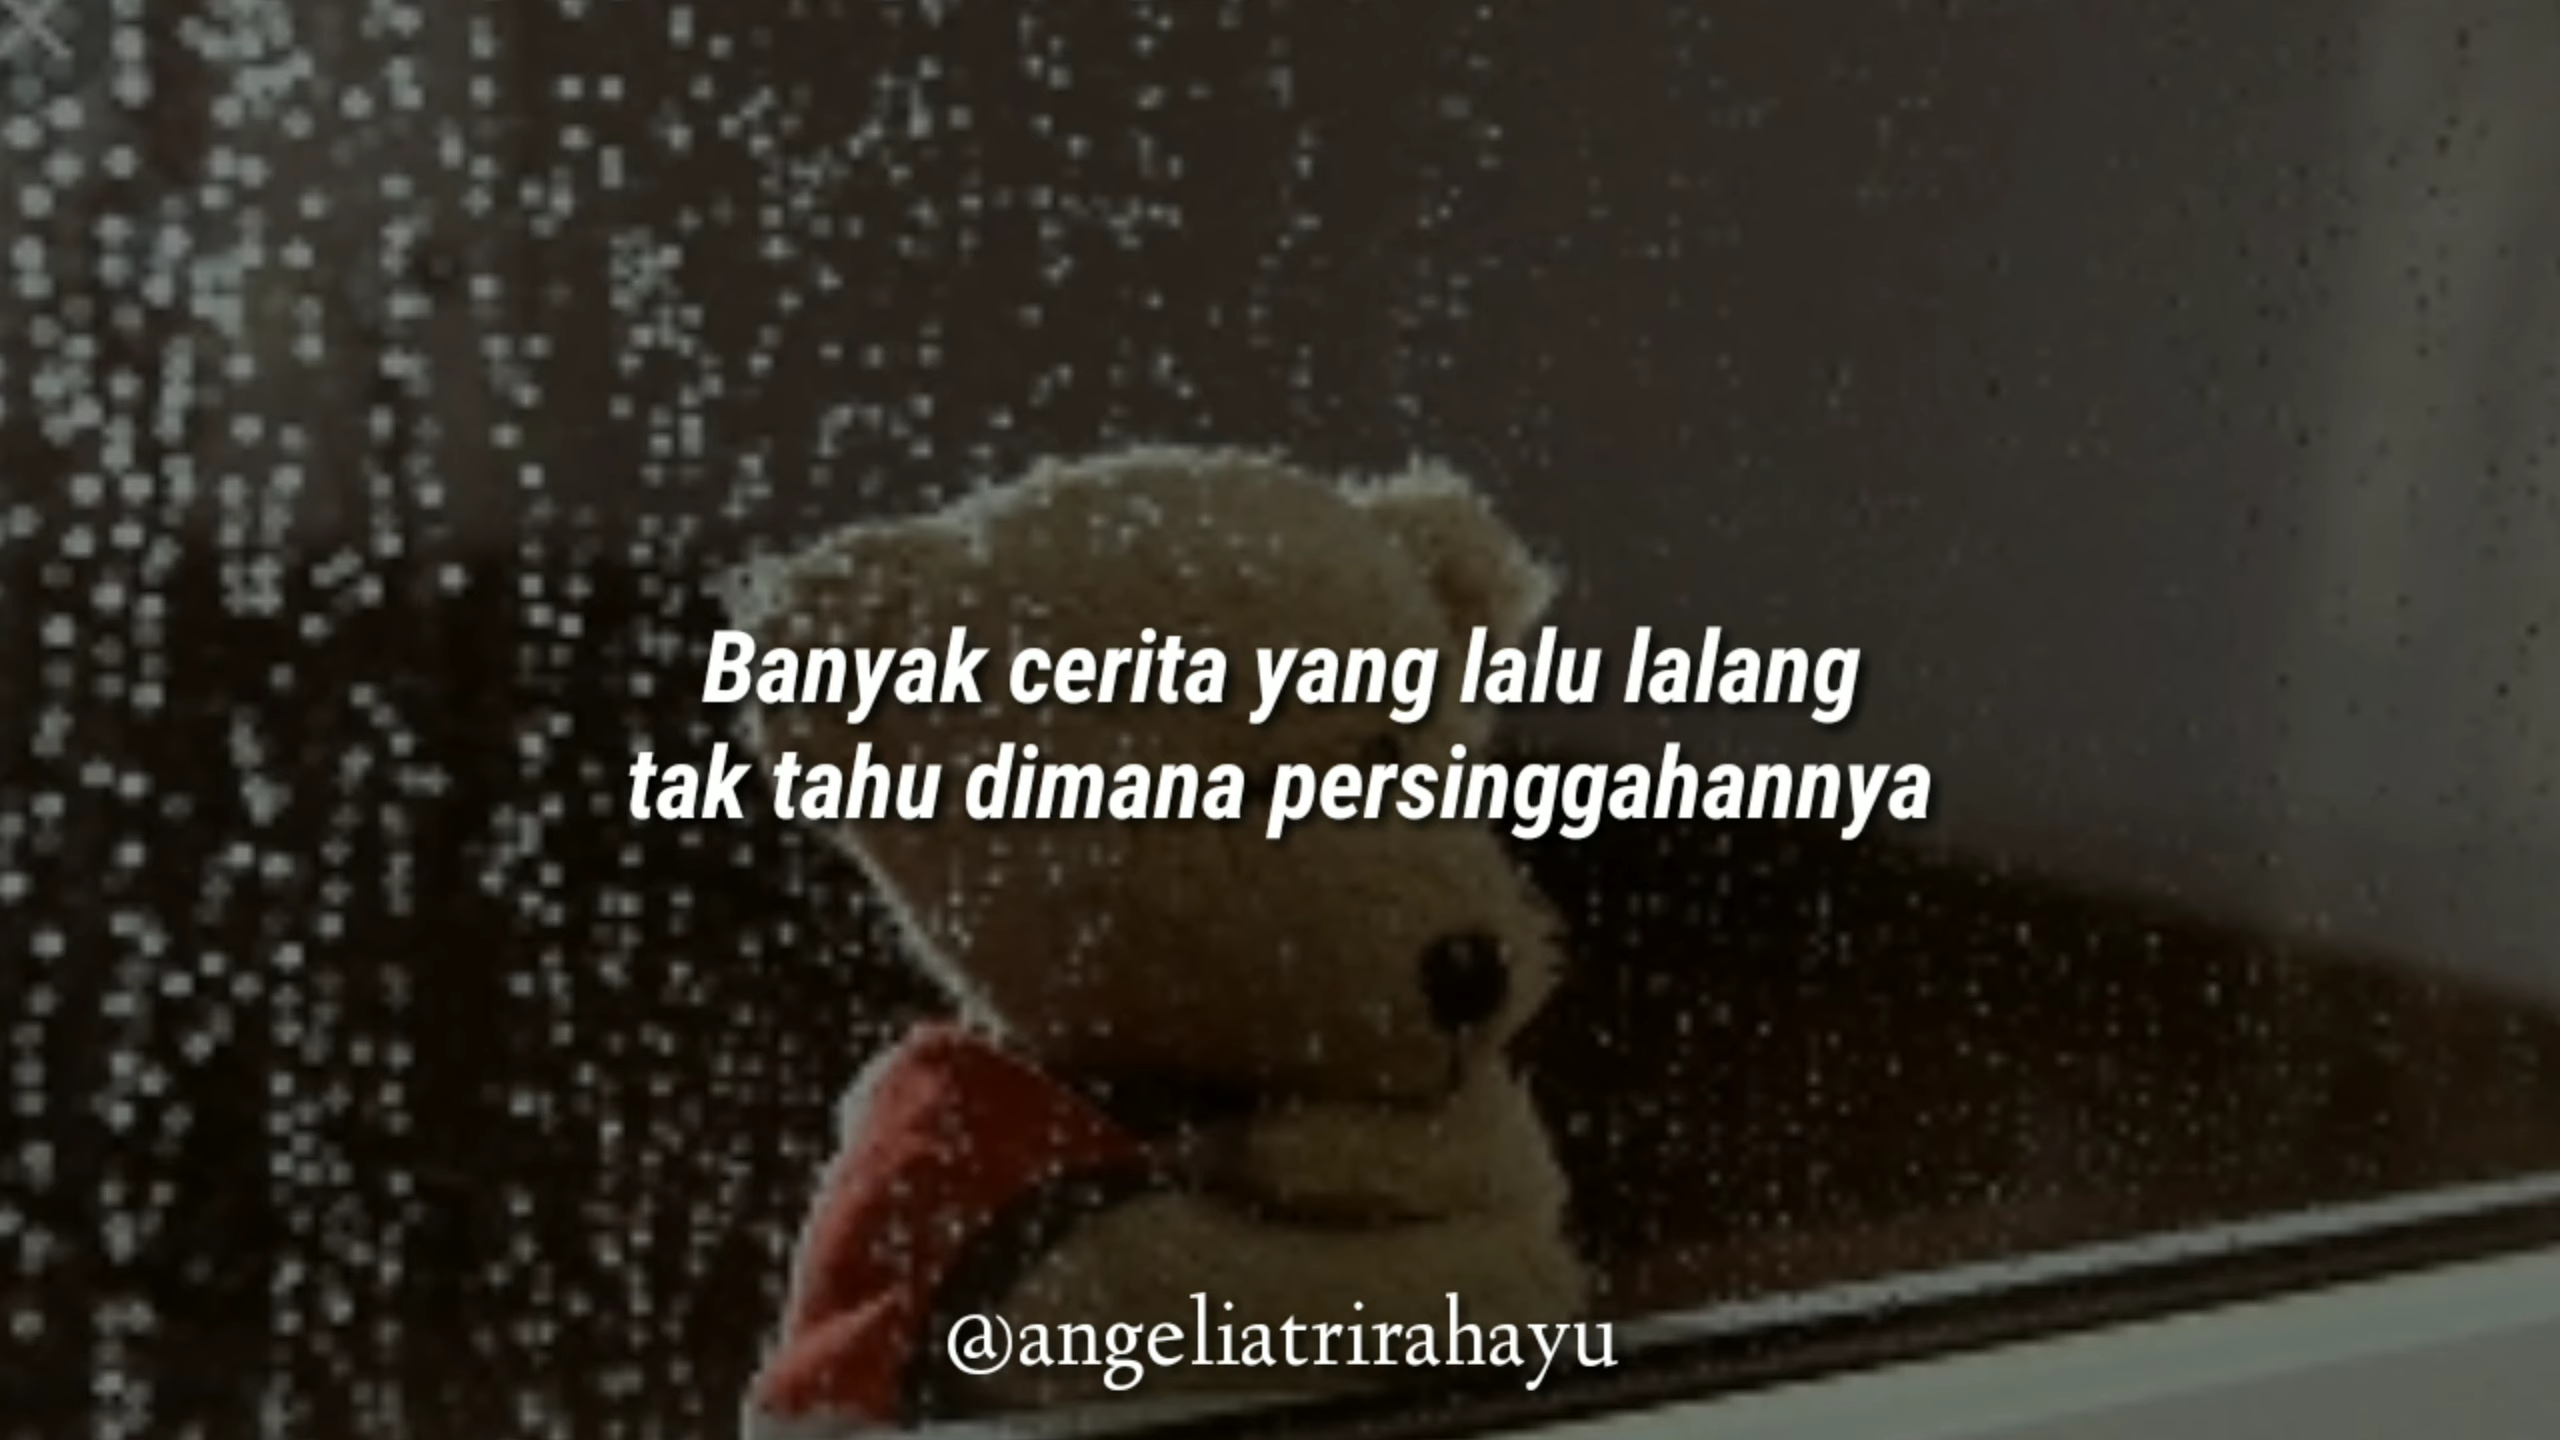 Banyak cerita yang lalu lalang
tak tahu dimana persinggahannya
@angeliatrirahayu